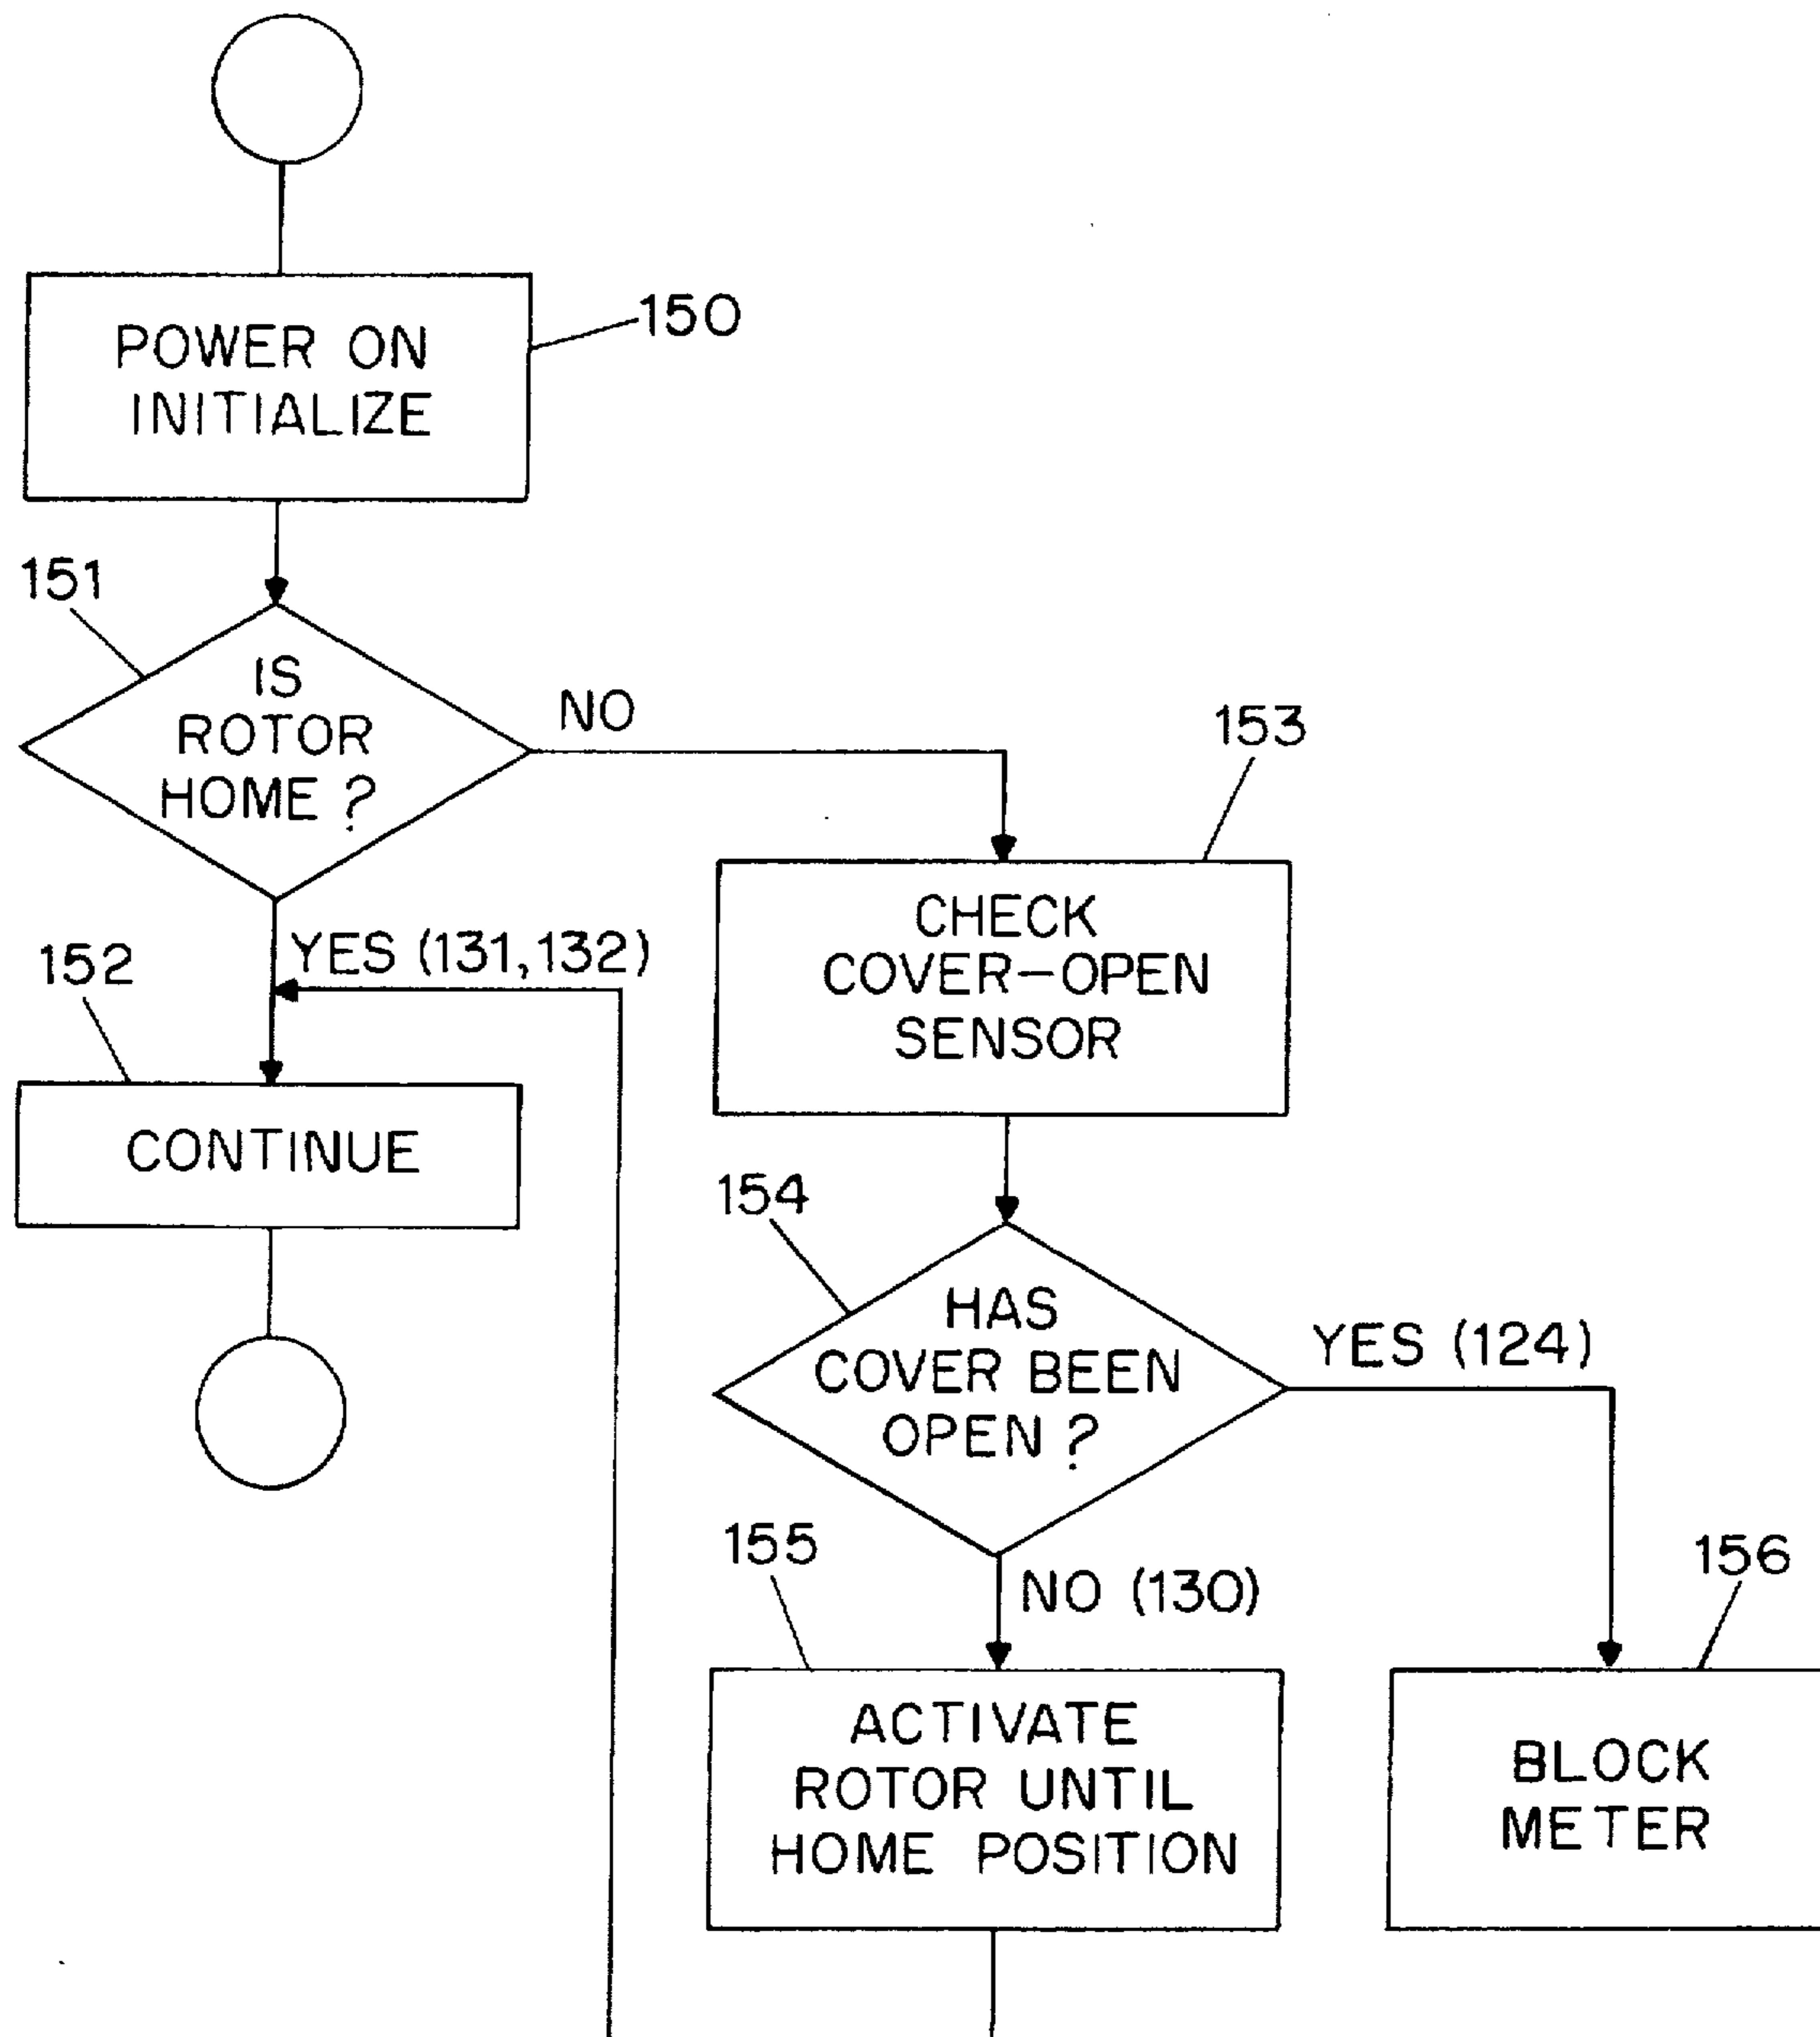 POWER ON
INITIALIZE
150
151
IS
ROTOR
HOME ?
NO
153
YES (131,132)
152
CONTINUE
CHECK
COVER-OPEN
SENSOR
154
HAS
COVER BEEN
OPEN ?
YES (124)
155
NO (130)
156
ACTIVATE
ROTOR UNTIL
HOME POSITION
BLOCK
METER